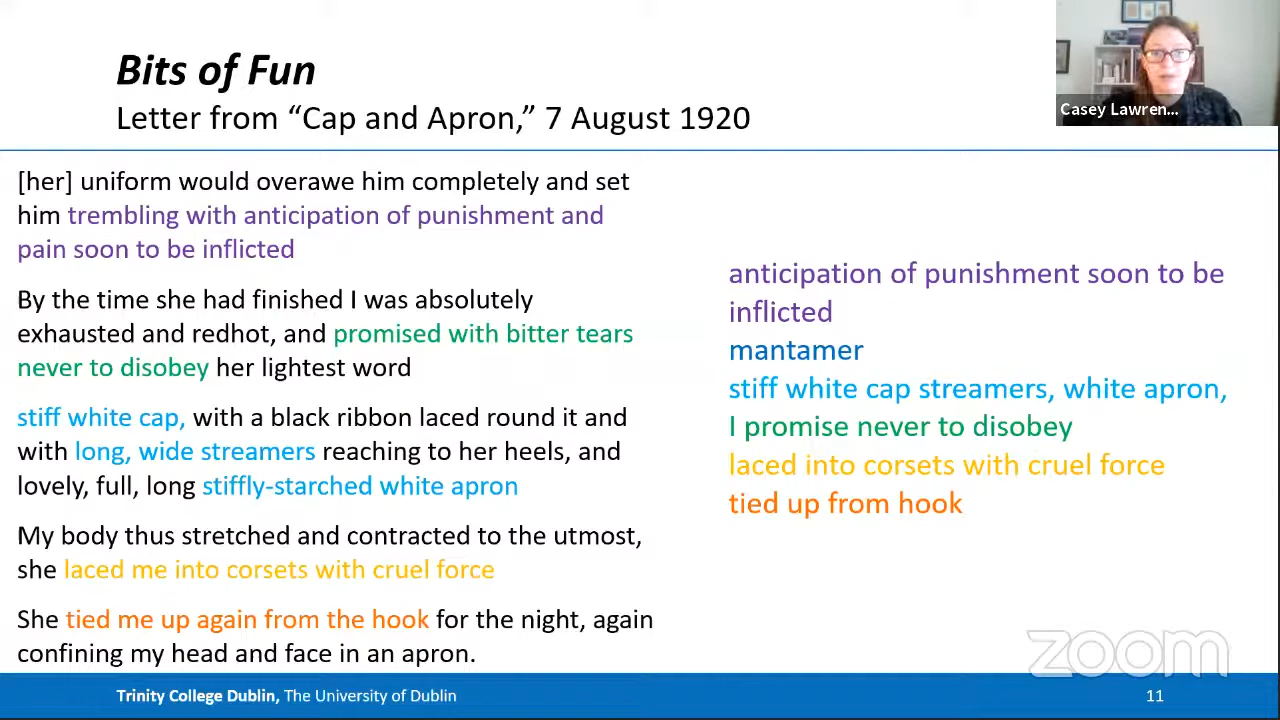 Bits of Fun
Letter from “Cap and Apron,” 7 August 1920
Casey Lawren...
[her] uniform would overawe him completely and set
him trembling with anticipation of punishment and
pain soon to be inflicted
By the time she had finished I was absolutely
exhausted and redhot, and promised with bitter tears
never to disobey her lightest word
stiff white cap, with a black ribbon laced round it and
with long, wide streamers reaching to her heels, and
lovely, full, long stiffly-starched white apron
My body thus stretched and contracted to the utmost,
she laced me into corsets with cruel force
She tied me up again from the hook for the night, again
confining my head and face in an apron.
anticipation of punishment soon to be
inflicted
mantamer
stiff white cap streamers, white apron,
I promise never to disobey
laced into corsets with cruel force
tied up from hook
zoom
Trinity College Dublin, The University of Dublin
11